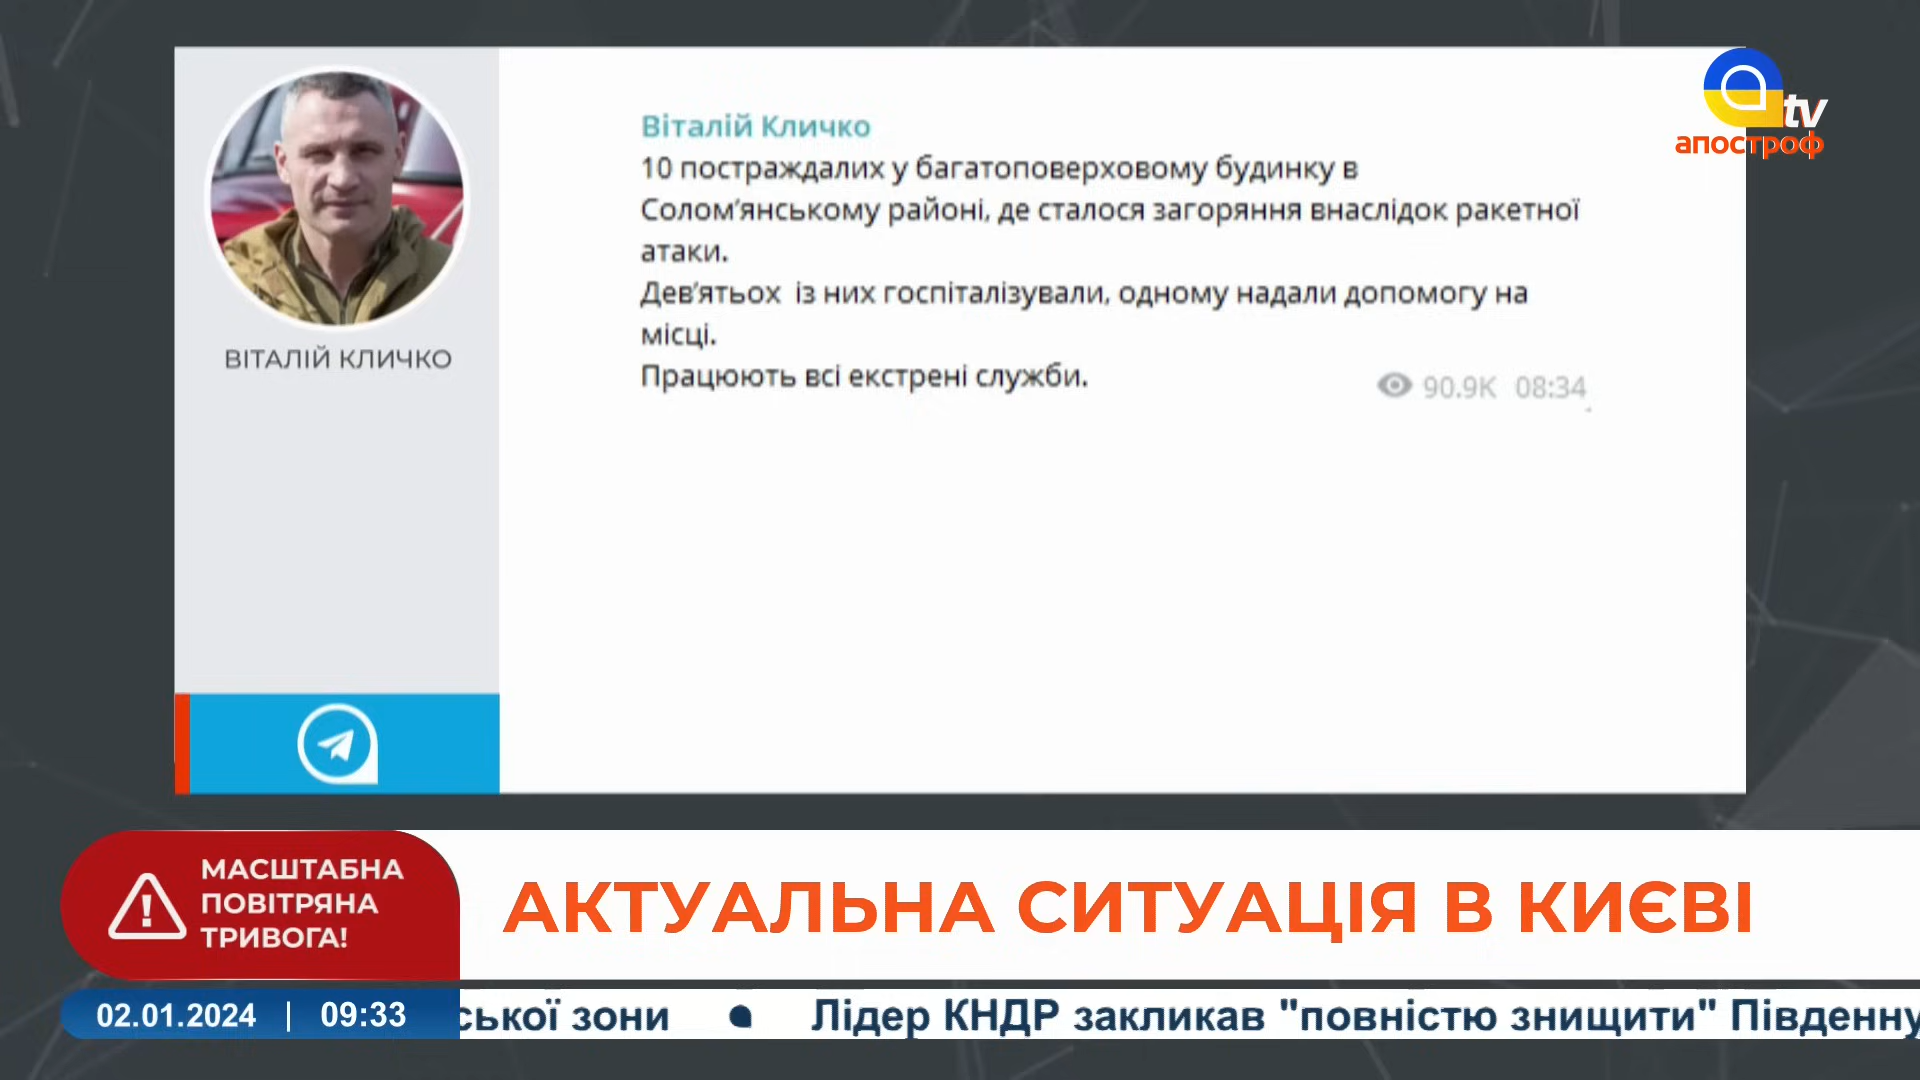 tv
апостроф
Віталій Кличко
10 постраждалих у багатоповерховому будинку в
Солом’янському районі, де сталося загоряння внаслідок ракетної
атаки.
Дев’ятьох  із них госпіталізували, одному надали допомогу на
місці.
Працюють всі екстрені служби.
90.9K 08:34
ВІТАЛІЙ КЛИЧКО
МАСШТАБНА
ПОВІТРЯНА
ТРИВОГА!
АКТУАЛЬНА СИТУАЦІЯ В КИЄВІ
02.01.2024 | 09:33
ської зони • Лідер КНДР закликав "повністю знищити" Південну